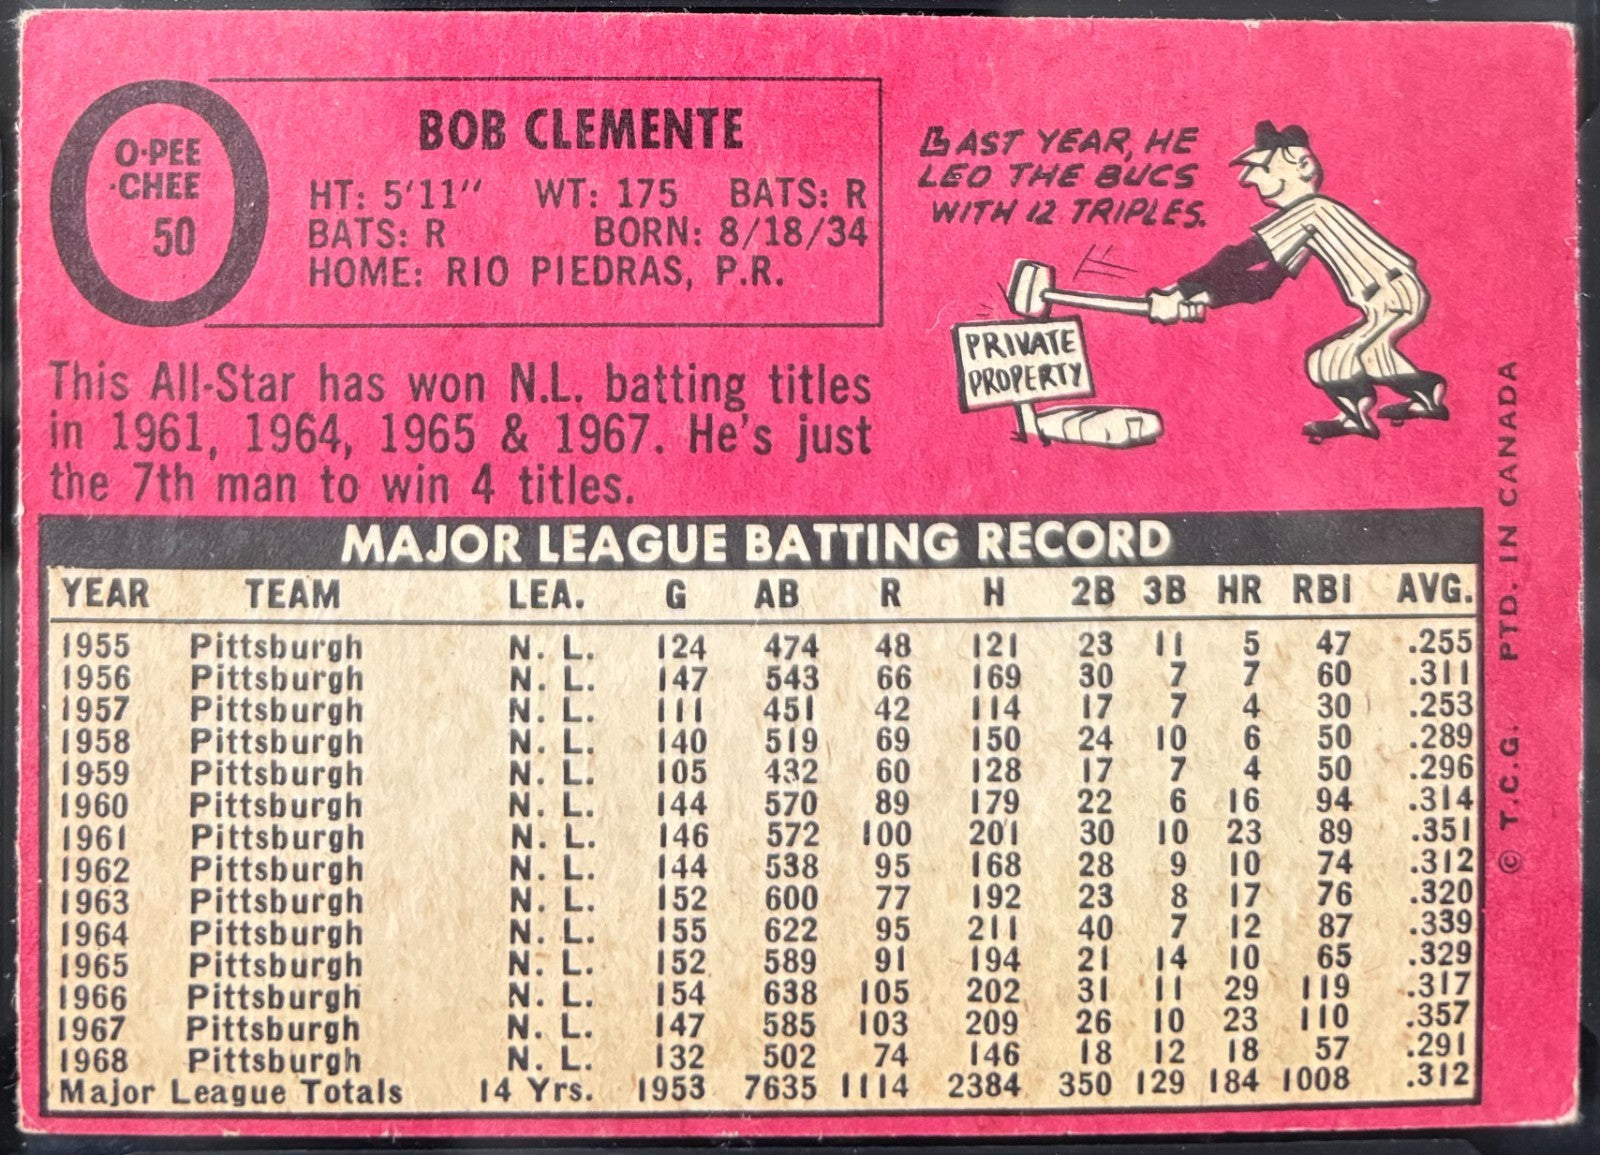 O-PEE
-CHEE
50
BOB CLEMENTE
HT: 5'11" WT: 175 BATS: R
BATS: R BORN: 8/18/34
HOME: RIO PIEDRAS, P.R.
LAST YEAR, HE
LED THE BUCS
WITH 12 TRIPLES.
PRIVATE
PROPERTY
This All-Star has won N.L. batting titles
in 1961, 1964, 1965 & 1967. He's just
the 7th man to win 4 titles.
MAJOR LEAGUE BATTING RECORD
YEAR TEAM LEA. G AB R H 2B 3B HR RBI AVG.
1955 Pittsburgh N. L. 124 474 48 121 23 11 5 47 .255
1956 Pittsburgh N. L. 147 543 66 169 30 7 7 60 .311
1957 Pittsburgh N. L. 111 451 42 114 17 7 4 30 .253
1958 Pittsburgh N. L. 140 519 69 150 24 10 6 50 .289
1959 Pittsburgh N. L. 105 432 60 128 17 7 4 50 .296
1960 Pittsburgh N. L. 144 570 89 179 22 6 16 94 .314
1961 Pittsburgh N. L. 146 572 100 201 30 10 23 89 .351
1962 Pittsburgh N. L. 144 538 95 168 28 9 10 74 .312
1963 Pittsburgh N. L. 152 600 77 192 23 8 17 76 .320
1964 Pittsburgh N. L. 155 622 95 211 40 7 12 87 .339
1965 Pittsburgh N. L. 152 589 91 194 21 14 10 65 .329
1966 Pittsburgh N. L. 154 638 105 202 31 11 29 119 .317
1967 Pittsburgh N. L. 147 585 103 209 26 10 23 110 .357
1968 Pittsburgh N. L. 132 502 74 146 18 12 18 57 .291
Major League Totals 14 Yrs. 1953 7635 1114 2384 350 129 184 1008 .312
© T.C.G. PTD. IN CANADA